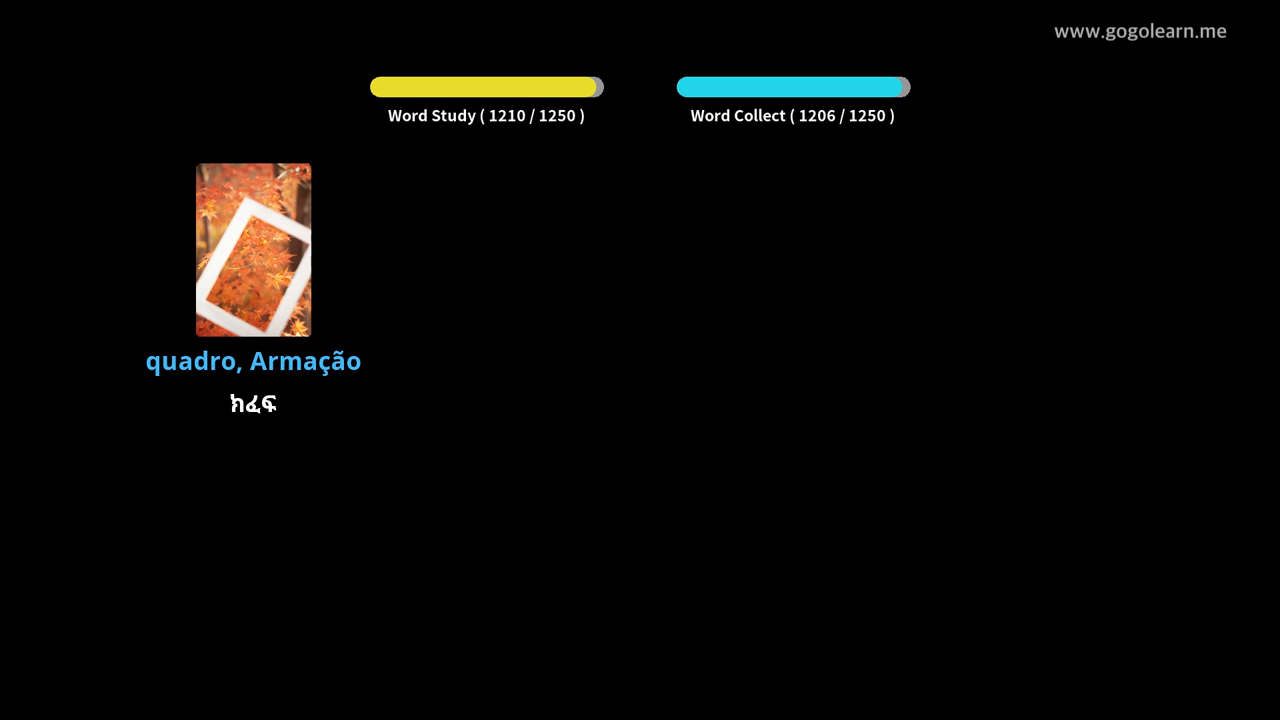 www.gogolearn.me
Word Study ( 1210 / 1250 )
Word Collect ( 1206 / 1250 )
quadro, Armação
ክፈፍ